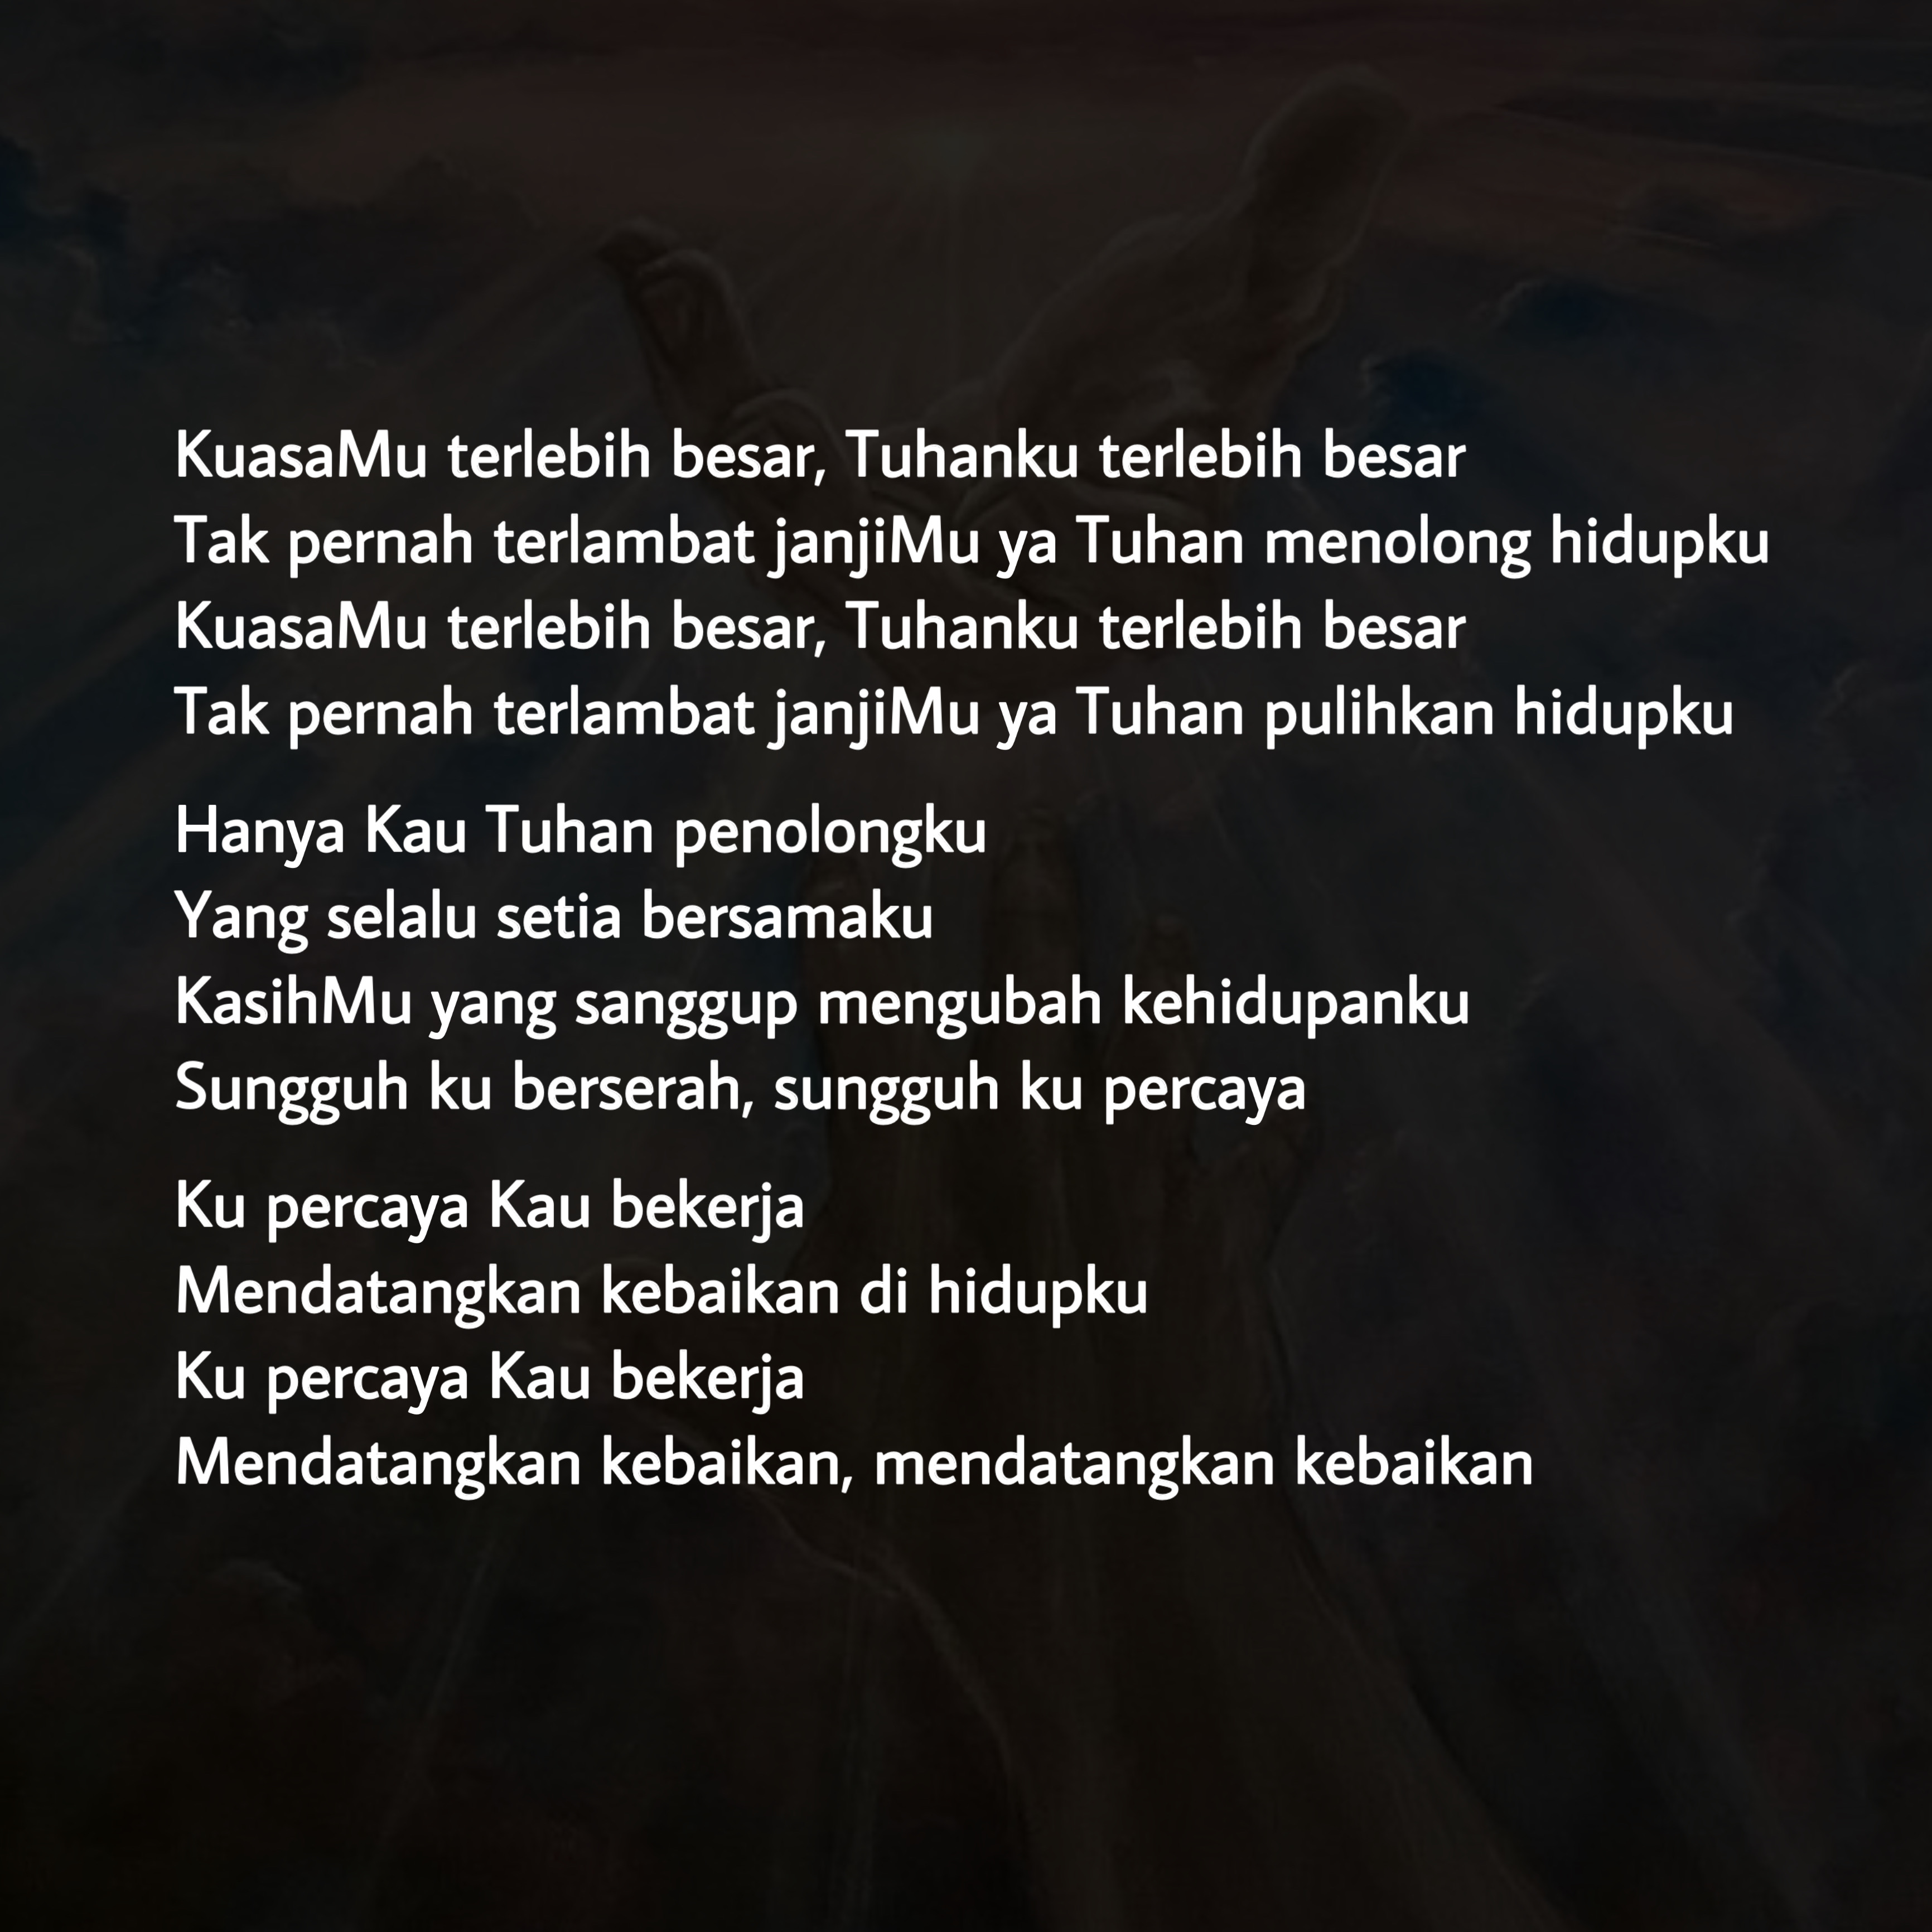 KuasaMu terlebih besar, Tuhanku terlebih besar
Tak pernah terlambat janjiMu ya Tuhan menolong hidupku
KuasaMu terlebih besar, Tuhanku terlebih besar
Tak pernah terlambat janjiMu ya Tuhan pulihkan hidupku
Hanya Kau Tuhan penolongku
Yang selalu setia bersamaku
KasihMu yang sanggup mengubah kehidupanku
Sungguh ku berserah, sungguh ku percaya
Ku percaya Kau bekerja
Mendatangkan kebaikan di hidupku
Ku percaya Kau bekerja
Mendatangkan kebaikan, mendatangkan kebaikan